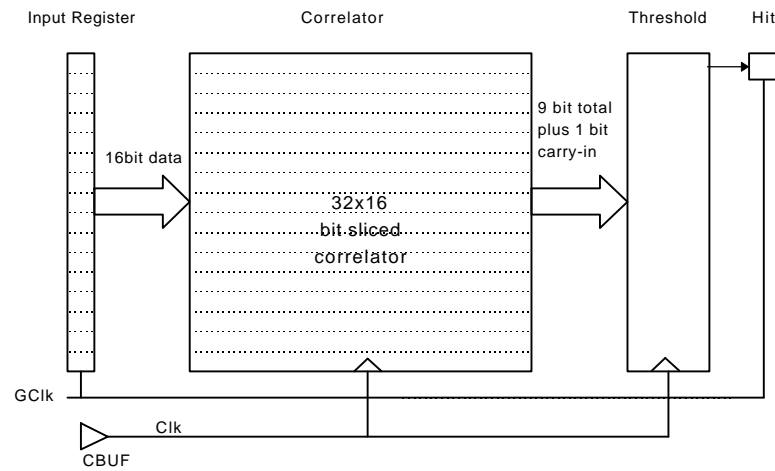 Input Register
Correlator
Threshold
Hit
16bit data
32x16
bit sliced
correlator
9 bit total
plus 1 bit
carry-in
GClk
Clk
CBUF